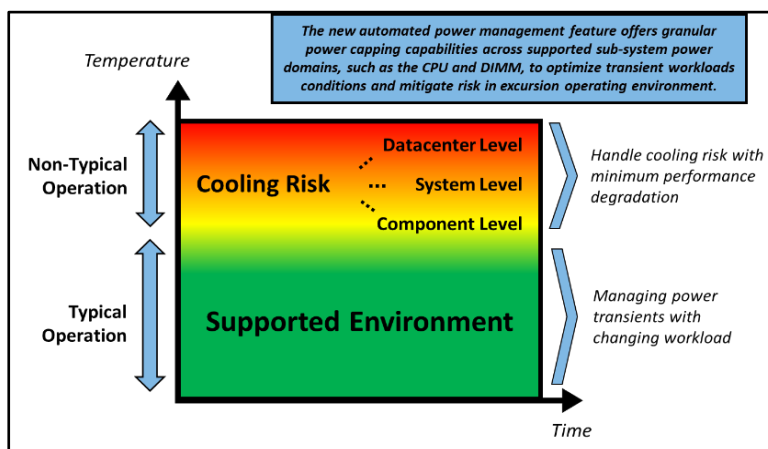 The new automated power management feature offers granular
power capping capabilities across supported sub-system power
domains, such as the CPU and DIMM, to optimize transient workloads
conditions and mitigate risk in excursion operating environment.
Temperature
Non-Typical
Operation
Cooling Risk
Datacenter Level
System Level
Component Level
Handle cooling risk with
minimum performance
degradation
Typical
Operation
Supported Environment
Managing power
transients with
changing workload
Time